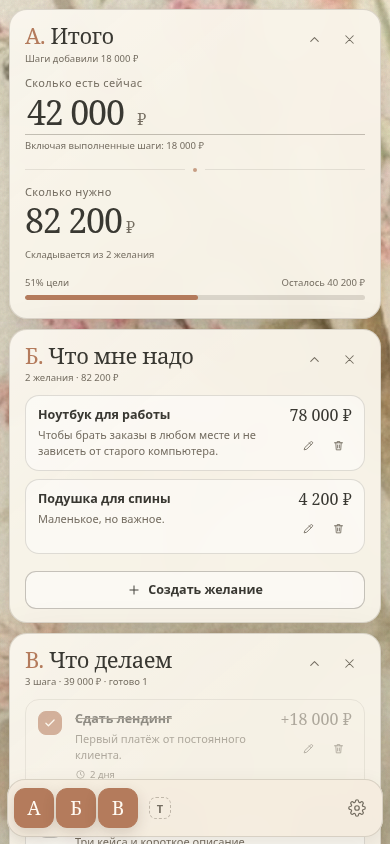 А. Итого
Шаги добавили 18 000 ₽
Сколько есть сейчас
42 000 ₽
Включая выполненные шаги: 18 000 ₽
Сколько нужно
82 200 ₽
Складывается из 2 желания
51% цели
Осталось 40 200 ₽
Б. Что мне надо
2 желания · 82 200 ₽
Ноутбук для работы
78 000 ₽
Чтобы брать заказы в любом месте и не
зависеть от старого компьютера.
Подушка для спины
4 200 ₽
Маленькое, но важное.
Создать желание
В. Что делаем
3 шага · 39 000 ₽ · готово 1
Сдать лендинг
+18 000 ₽
Первый платёж от постоянного
клиента.
2 дня
А Б В Т
Три кейса и короткое описание